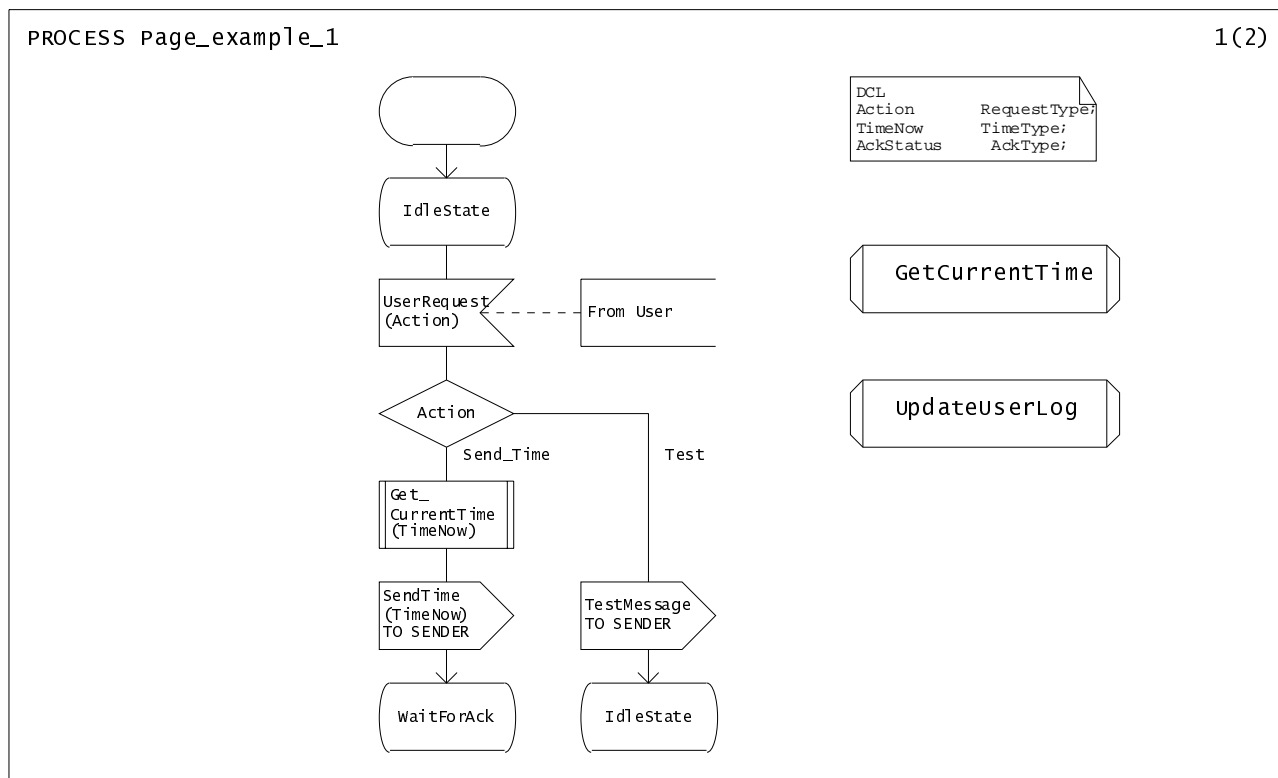 PROCESS Page_example_1
1(2)
DCL
Action RequestType;
TimeNow TimeType;
AckStatus AckType;
IdleState
UserRequest
(Action)
From User
GetCurrentTime
Action
UpdateUserLog
Send_Time
Test
Get_
CurrentTime
(TimeNow)
SendTime
(TimeNow)
TO SENDER
TestMessage
TO SENDER
WaitForAck
IdleState